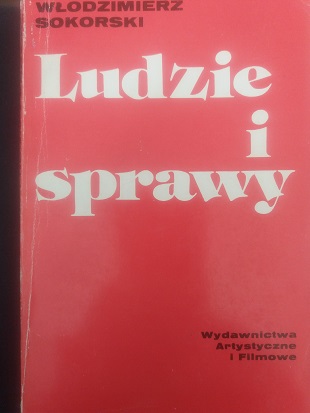 WŁODZIMIERZ
SOKORSKI
Ludzie
i
sprawy
Wydawnictwa
Artystyczne
i Filmowe